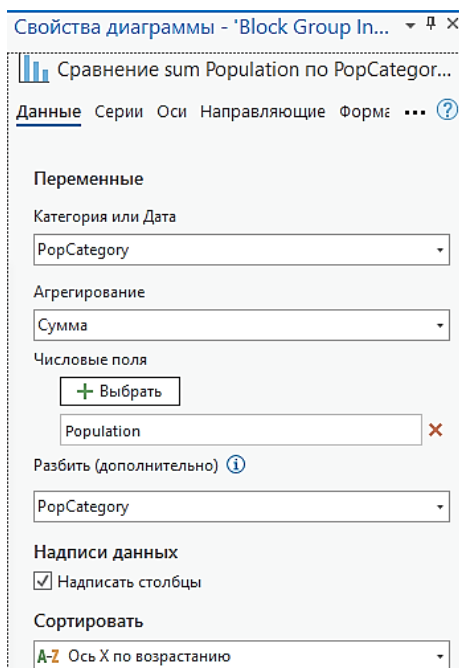 Свойства диаграммы - 'Block Group In...
Сравнение sum Population по PopCategor...
Данные Серии Оси Направляющие Форма ... ?
Переменные
Категория или Дата
PopCategory
Агрегирование
Сумма
Числовые поля
+ Выбрать
Population
Разбить (дополнительно)
PopCategory
Надписи данных
Надписать столбцы
Сортировать
A-Z Ось X по возрастанию